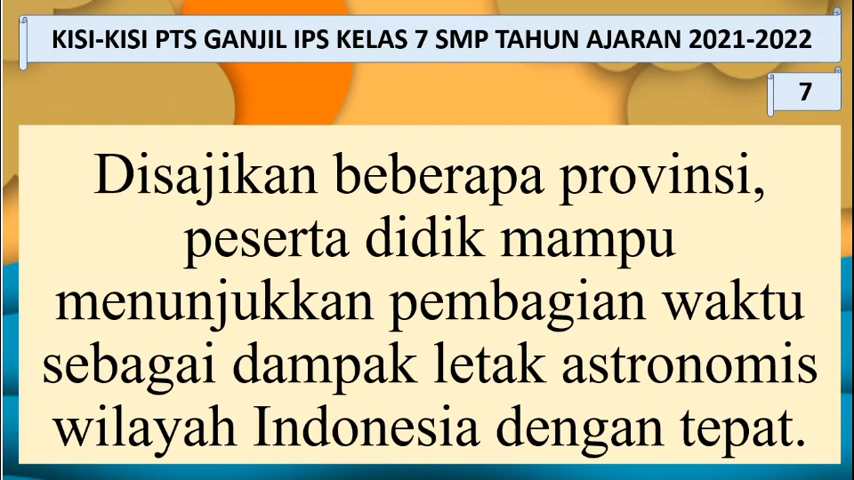 KISI-KISI PTS GANJIL IPS KELAS 7 SMP TAHUN AJARAN 2021-2022
7
Disajikan beberapa provinsi,
peserta didik mampu
menunjukkan pembagian waktu
sebagai dampak letak astronomis
wilayah Indonesia dengan tepat.